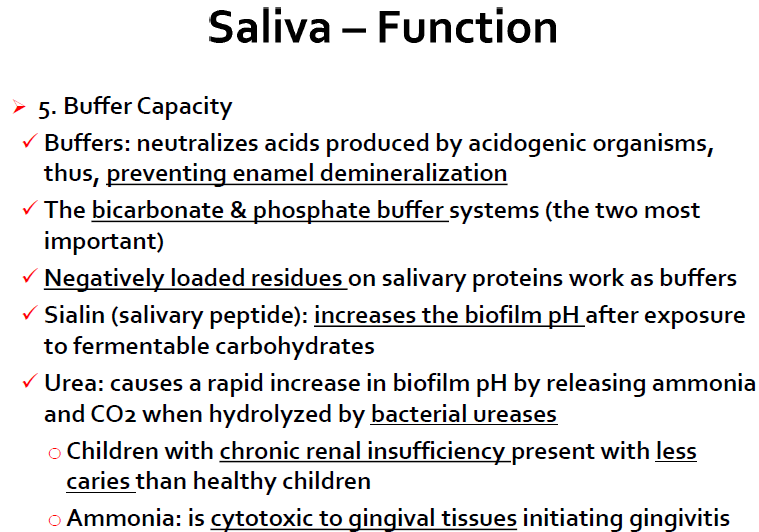 Saliva – Function
5. Buffer Capacity
Buffers: neutralizes acids produced by acidogenic organisms,
thus, preventing enamel demineralization
The bicarbonate & phosphate buffer systems (the two most
important)
Negatively loaded residues on salivary proteins work as buffers
Sialin (salivary peptide): increases the biofilm pH after exposure
to fermentable carbohydrates
Urea: causes a rapid increase in biofilm pH by releasing ammonia
and CO2 when hydrolyzed by bacterial ureases
Children with chronic renal insufficiency present with less
caries than healthy children
Ammonia: is cytotoxic to gingival tissues initiating gingivitis